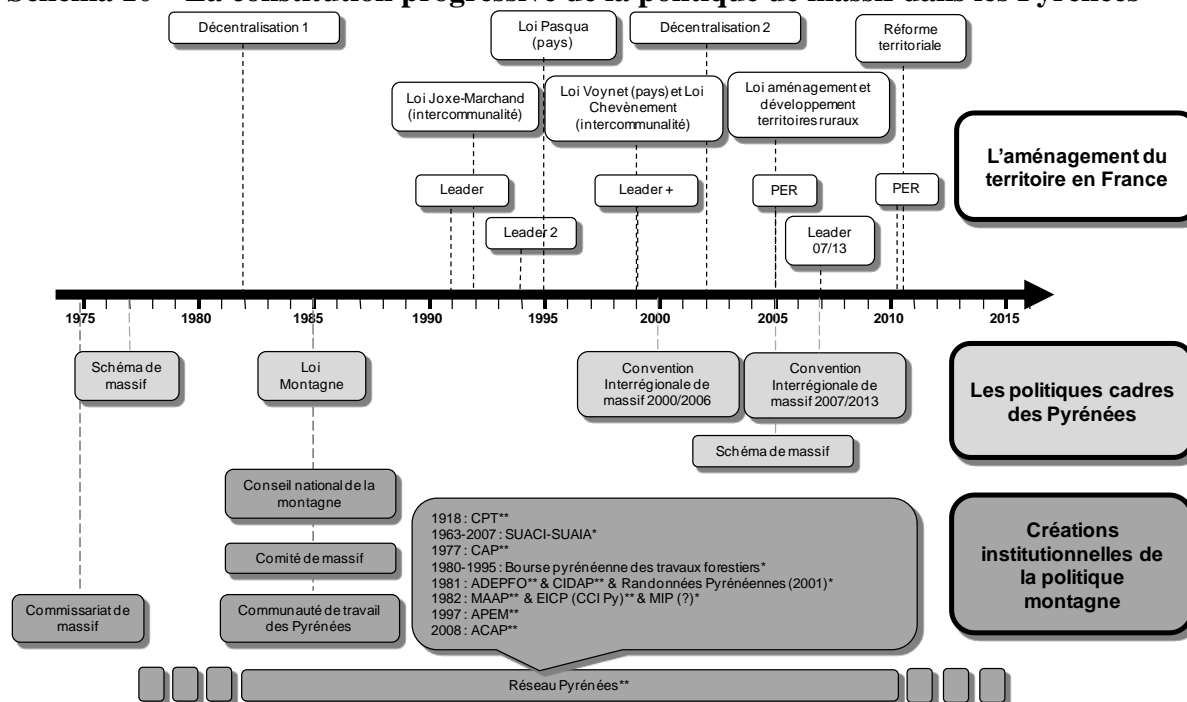 Schéma 10 – La constitution progressive de la politique de massif dans les Pyrénées
Décentralisation 1
Loi Pasqua
(pays)
Décentralisation 2
Réforme
territoriale
Loi Joxe-Marchand
(intercommunalité)
Loi Voynet (pays) et Loi
Chevènement
(intercommunalité)
Loi aménagement et
développement
territoires ruraux
L'aménagement du
territoire en France
Leader
Leader +
PER
PER
Leader 2
Leader
07/13
1975
1980
1985
1990
1995
2000
2005
2010
2015
Schéma de
massif
Loi
Montagne
Convention
Interrégionale de
massif 2000/2006
Convention
Interrégionale de
massif 2007/2013
Les politiques cadres
des Pyrénées
Schéma de massif
Conseil national de la
montagne
Comité de massif
Commissariat de
massif
Communauté de travail
des Pyrénées
1918 : CPT**
1963-2007 : SUACI-SUAIA*
1977 : CAP**
1980-1995 : Bourse pyrénéenne des travaux forestiers*
1981 : ADEPFO** & CIDAP** & Randonnées Pyrénéennes (2001)*
1982 : MAAP** & EICP (CCI Py)** & MIP (?)*
1997 : APEM**
2008 : ACAP**
Créations
institutionnelles de
la politique
montagne
Réseau Pyrénées**